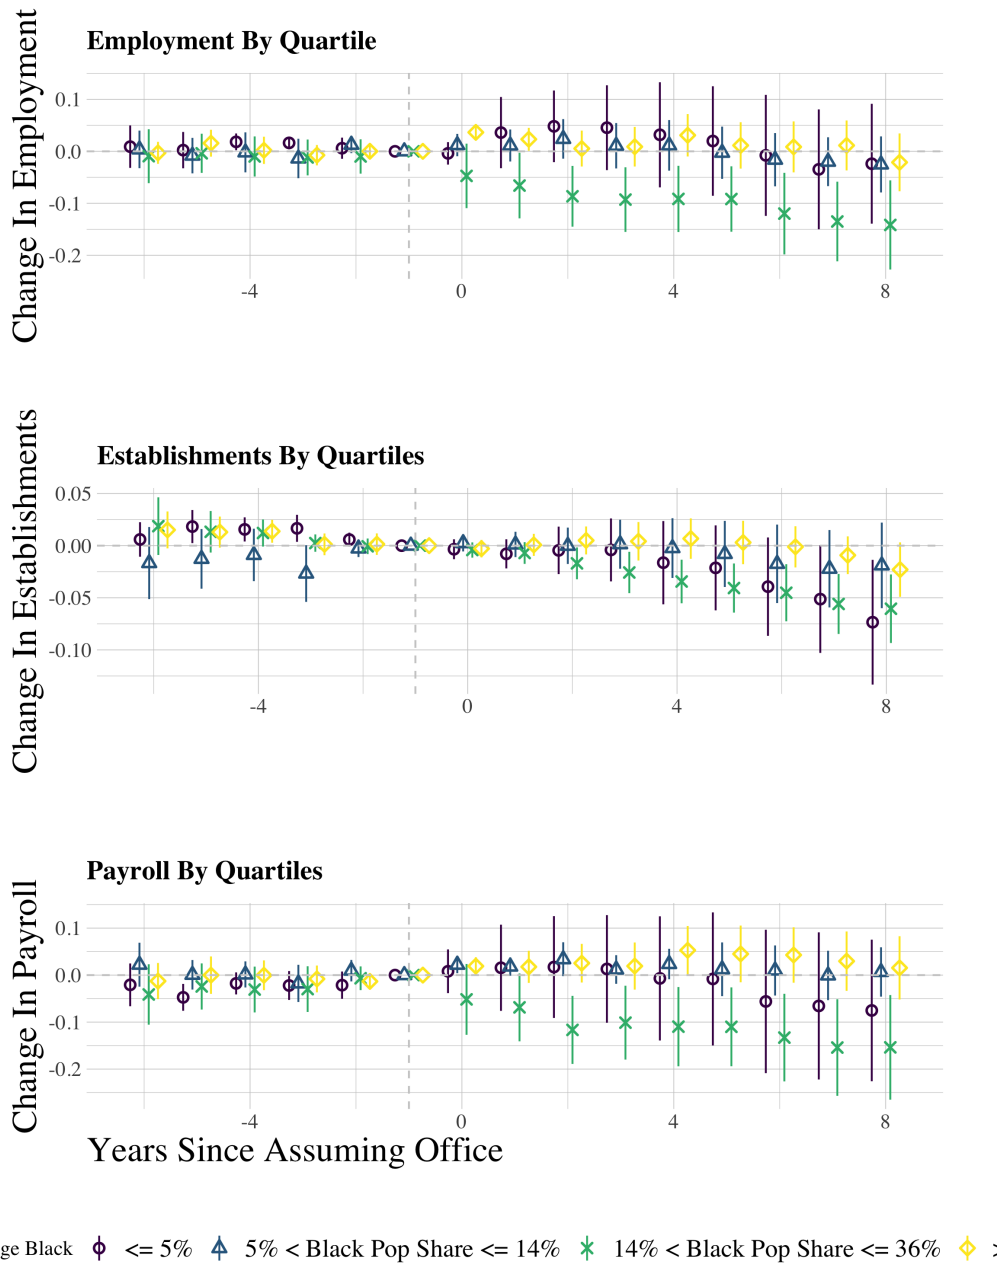 Employment By Quartile
Change In Employment
0.1
0.0
-0.1
-0.2
-4 0 4 8
Establishments By Quartiles
Change In Establishments
0.05
0.00
-0.05
-0.10
-4 0 4 8
Payroll By Quartiles
Change In Payroll
0.1
0.0
-0.1
-0.2
-4 0 4 8
Years Since Assuming Office
ge Black <= 5% 5% < Black Pop Share <= 14% 14% < Black Pop Share <= 36%